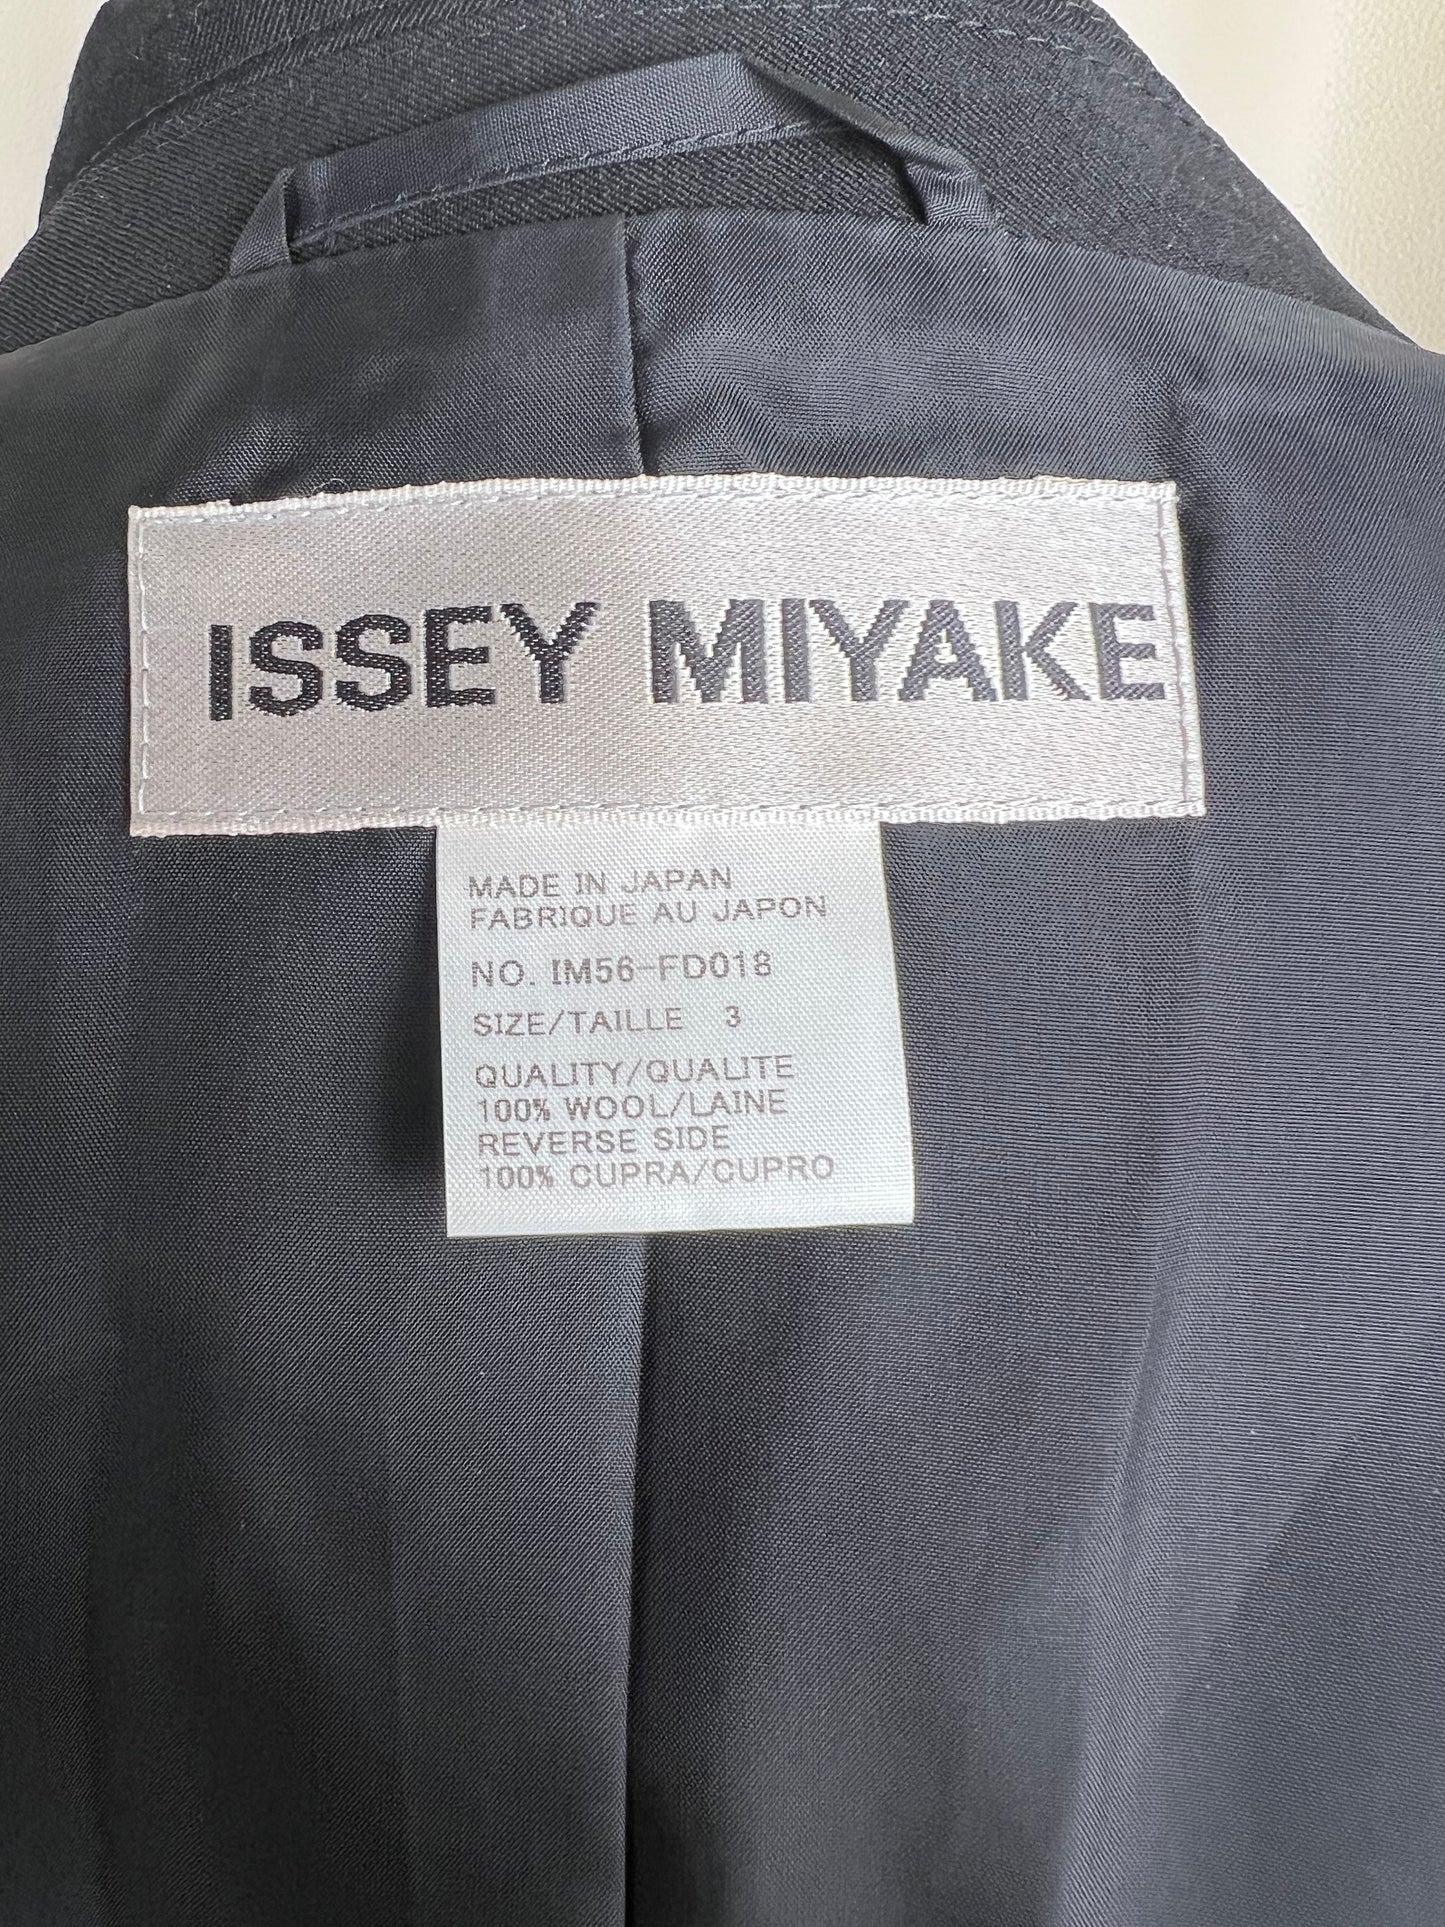 ISSEY MIYAKE
MADE IN JAPAN
FABRIQUE AU JAPON
NO. IM56-FD018
SIZE/TAILLE 3
QUALITY/QUALITE
100% WOOL/LAINE
REVERSE SIDE
100% CUPRA/CUPRO